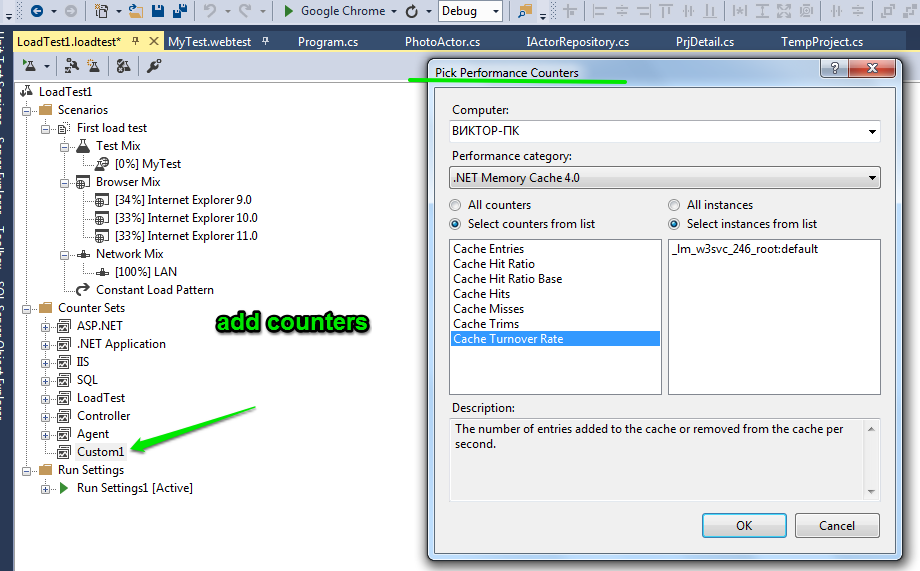 Google Chrome
Debug
LoadTest1.loadtest*
MyTest.webtest
Program.cs
PhotoActor.cs
IActorRepository.cs
PrjDetail.cs
TempProject.cs
LoadTest1
Scenarios
First load test
Test Mix
[0%] MyTest
Browser Mix
[34%] Internet Explorer 9.0
[33%] Internet Explorer 10.0
[33%] Internet Explorer 11.0
Network Mix
[100%] LAN
Constant Load Pattern
Counter Sets
ASP.NET
.NET Application
IIS
SQL
LoadTest
Controller
Agent
Custom1
Run Settings
Run Settings1 [Active]
add counters
Pick Performance Counters
?
Computer:
ВИКТОР-ПК
Performance category:
.NET Memory Cache 4.0
All counters
Select counters from list
All instances
Select instances from list
Cache Entries
Cache Hit Ratio
Cache Hit Ratio Base
Cache Hits
Cache Misses
Cache Trims
Cache Turnover Rate
_lm_w3svc_246_root:default
Description:
The number of entries added to the cache or removed from the cache per
second.
OK
Cancel